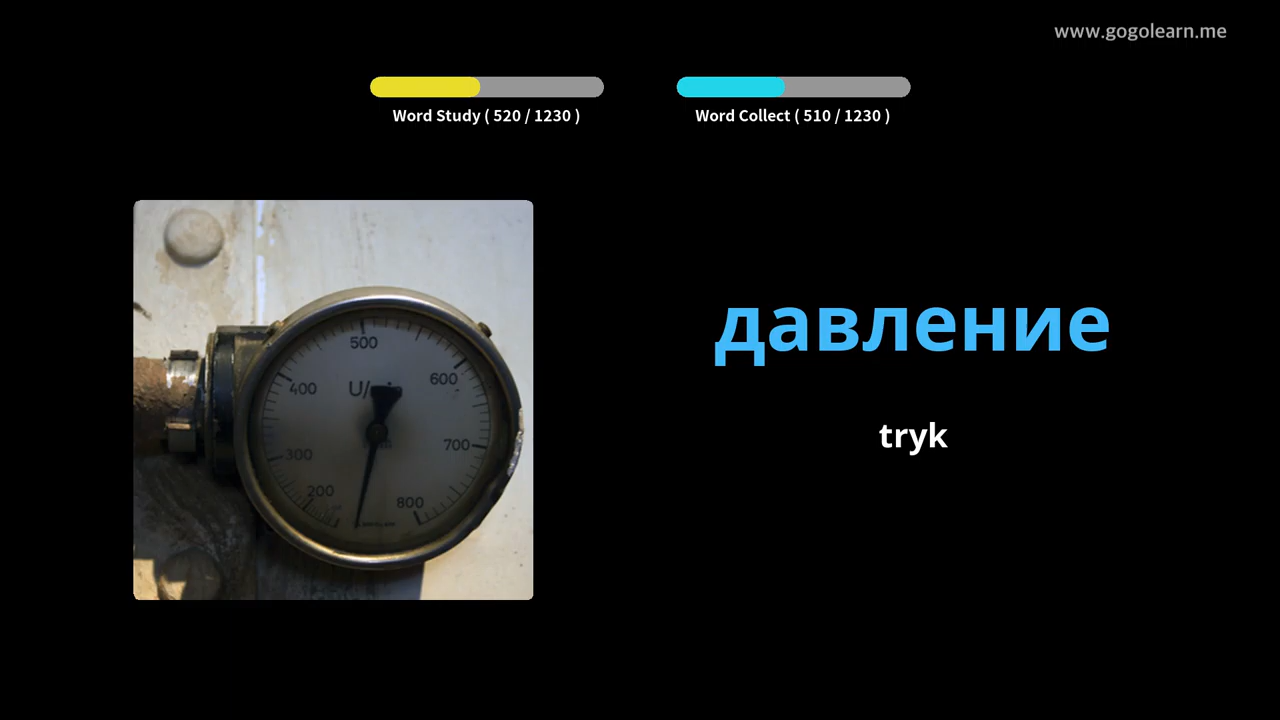 www.gogolearn.me
Word Study ( 520 / 1230 )
Word Collect ( 510 / 1230 )
давление
tryk
500
400
600
300
700
200
800